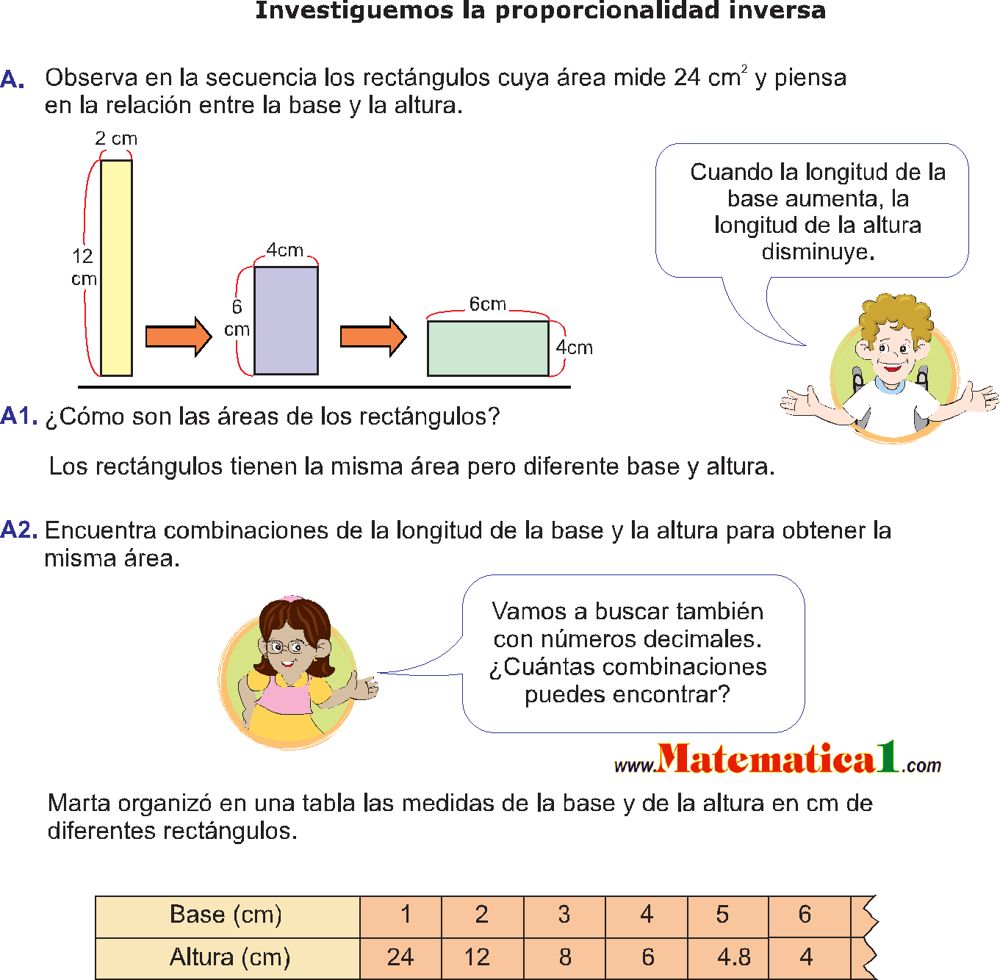 Investiguemos la proporcionalidad inversa
A. Observa en la secuencia los rectángulos cuya área mide 24 cm² y piensa
en la relación entre la base y la altura.
2 cm
12
cm
4cm
6
cm
6cm
4cm
Cuando la longitud de la
base aumenta, la
longitud de la altura
disminuye.
A1. ¿Cómo son las áreas de los rectángulos?
Los rectángulos tienen la misma área pero diferente base y altura.
A2. Encuentra combinaciones de la longitud de la base y la altura para obtener la
misma área.
Vamos a buscar también
con números decimales.
¿Cuántas combinaciones
puedes encontrar?
www.Matematica1.com
Marta organizó en una tabla las medidas de la base y de la altura en cm de
diferentes rectángulos.
Base (cm) 1 2 3 4 5 6
Altura (cm) 24 12 8 6 4.8 4